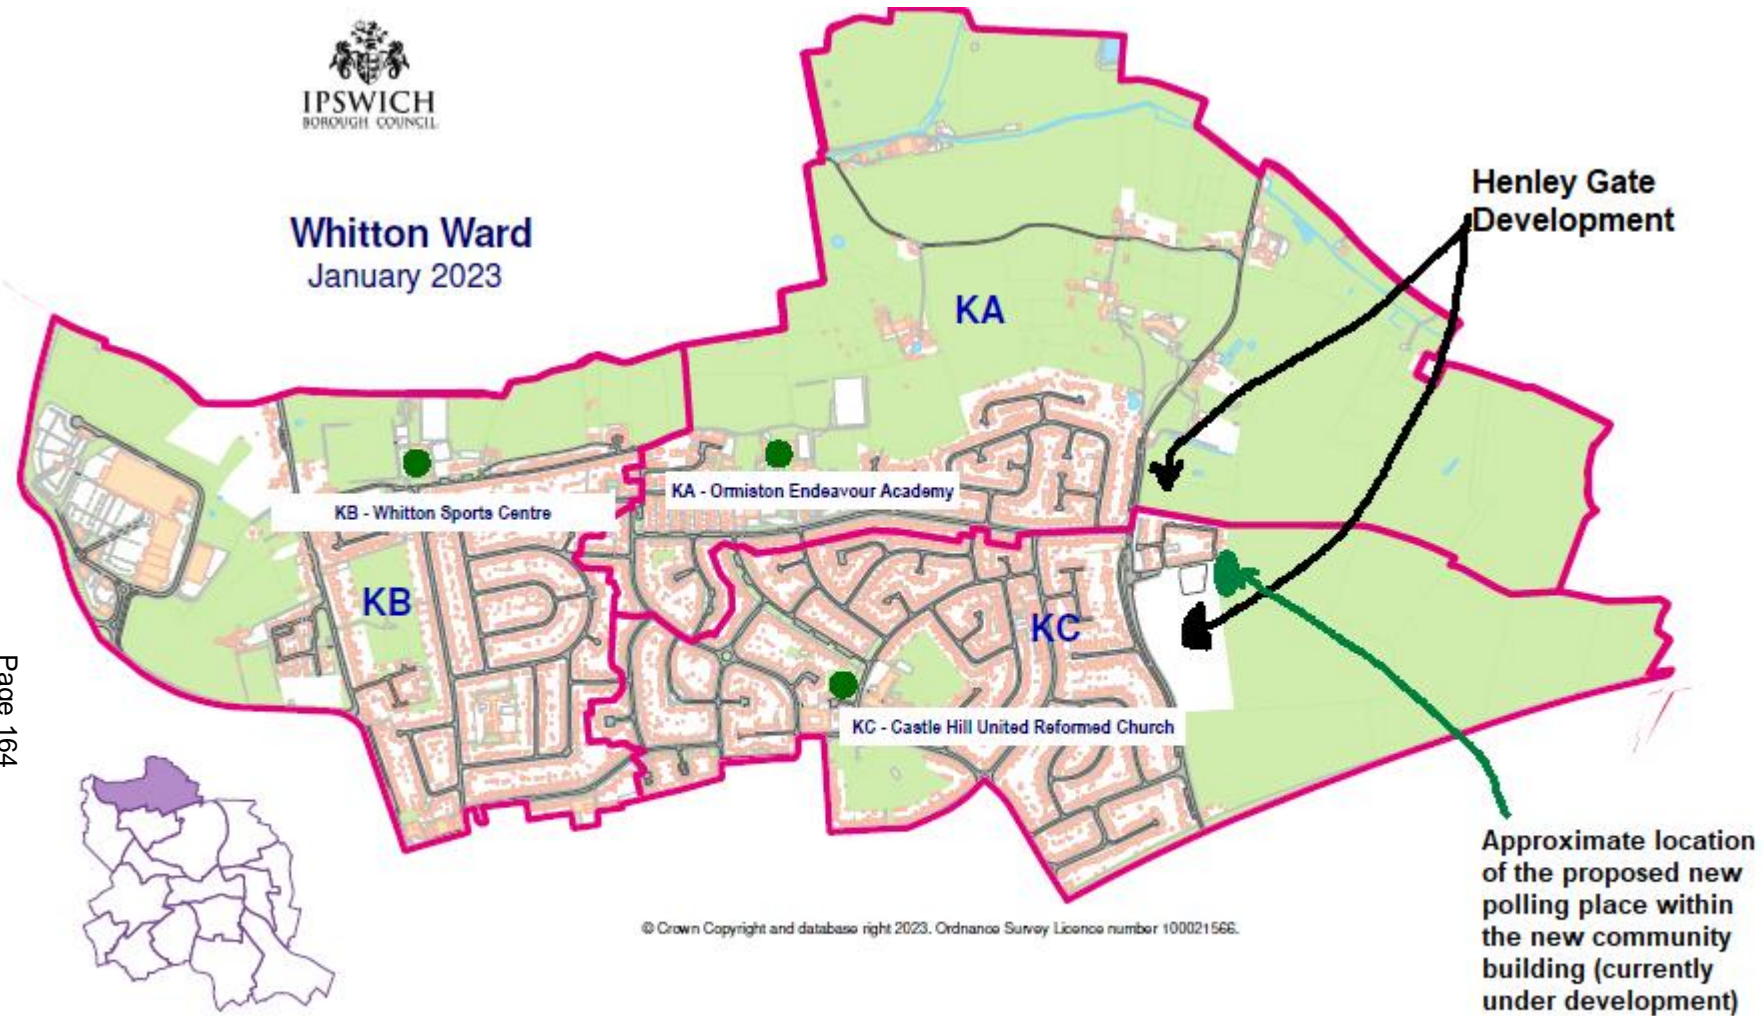 IPSWICH
BOROUGH COUNCIL
Whitton Ward
January 2023
Henley Gate
Development
KA
KA - Ormiston Endeavour Academy
KB - Whitton Sports Centre
KB
KC
KC - Castle Hill United Reformed Church
Page 164
Approximate location
of the proposed new
polling place within
the new community
building (currently
under development)
© Crown Copyright and database right 2023. Ordnance Survey Licence number 100021566.